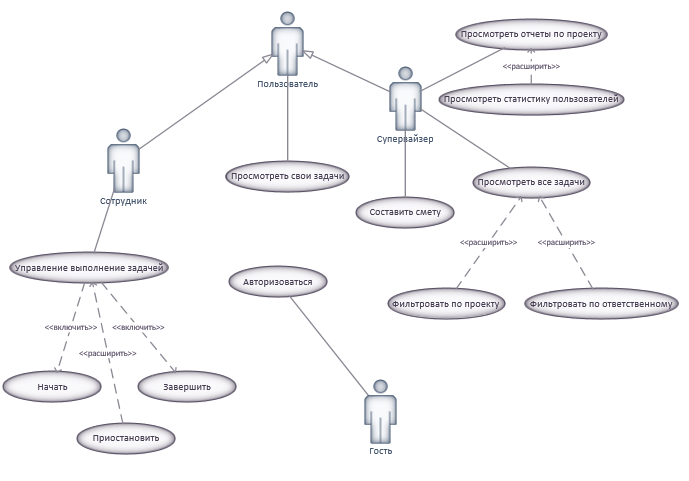 Просмотреть отчеты по проекту
<<расширить>>
Пользователь
Просмотреть статистику пользователей
Супервайзер
Просмотреть свои задачи
Просмотреть все задачи
Сотрудник
Составить смету
<<расширить>>
<<расширить>>
Управление выполнение задачей
Авторизоваться
Фильтровать по проекту
Фильтровать по ответственному
<<включить>>
<<включить>>
<<расширить>>
Начать
Завершить
Приостановить
Гость